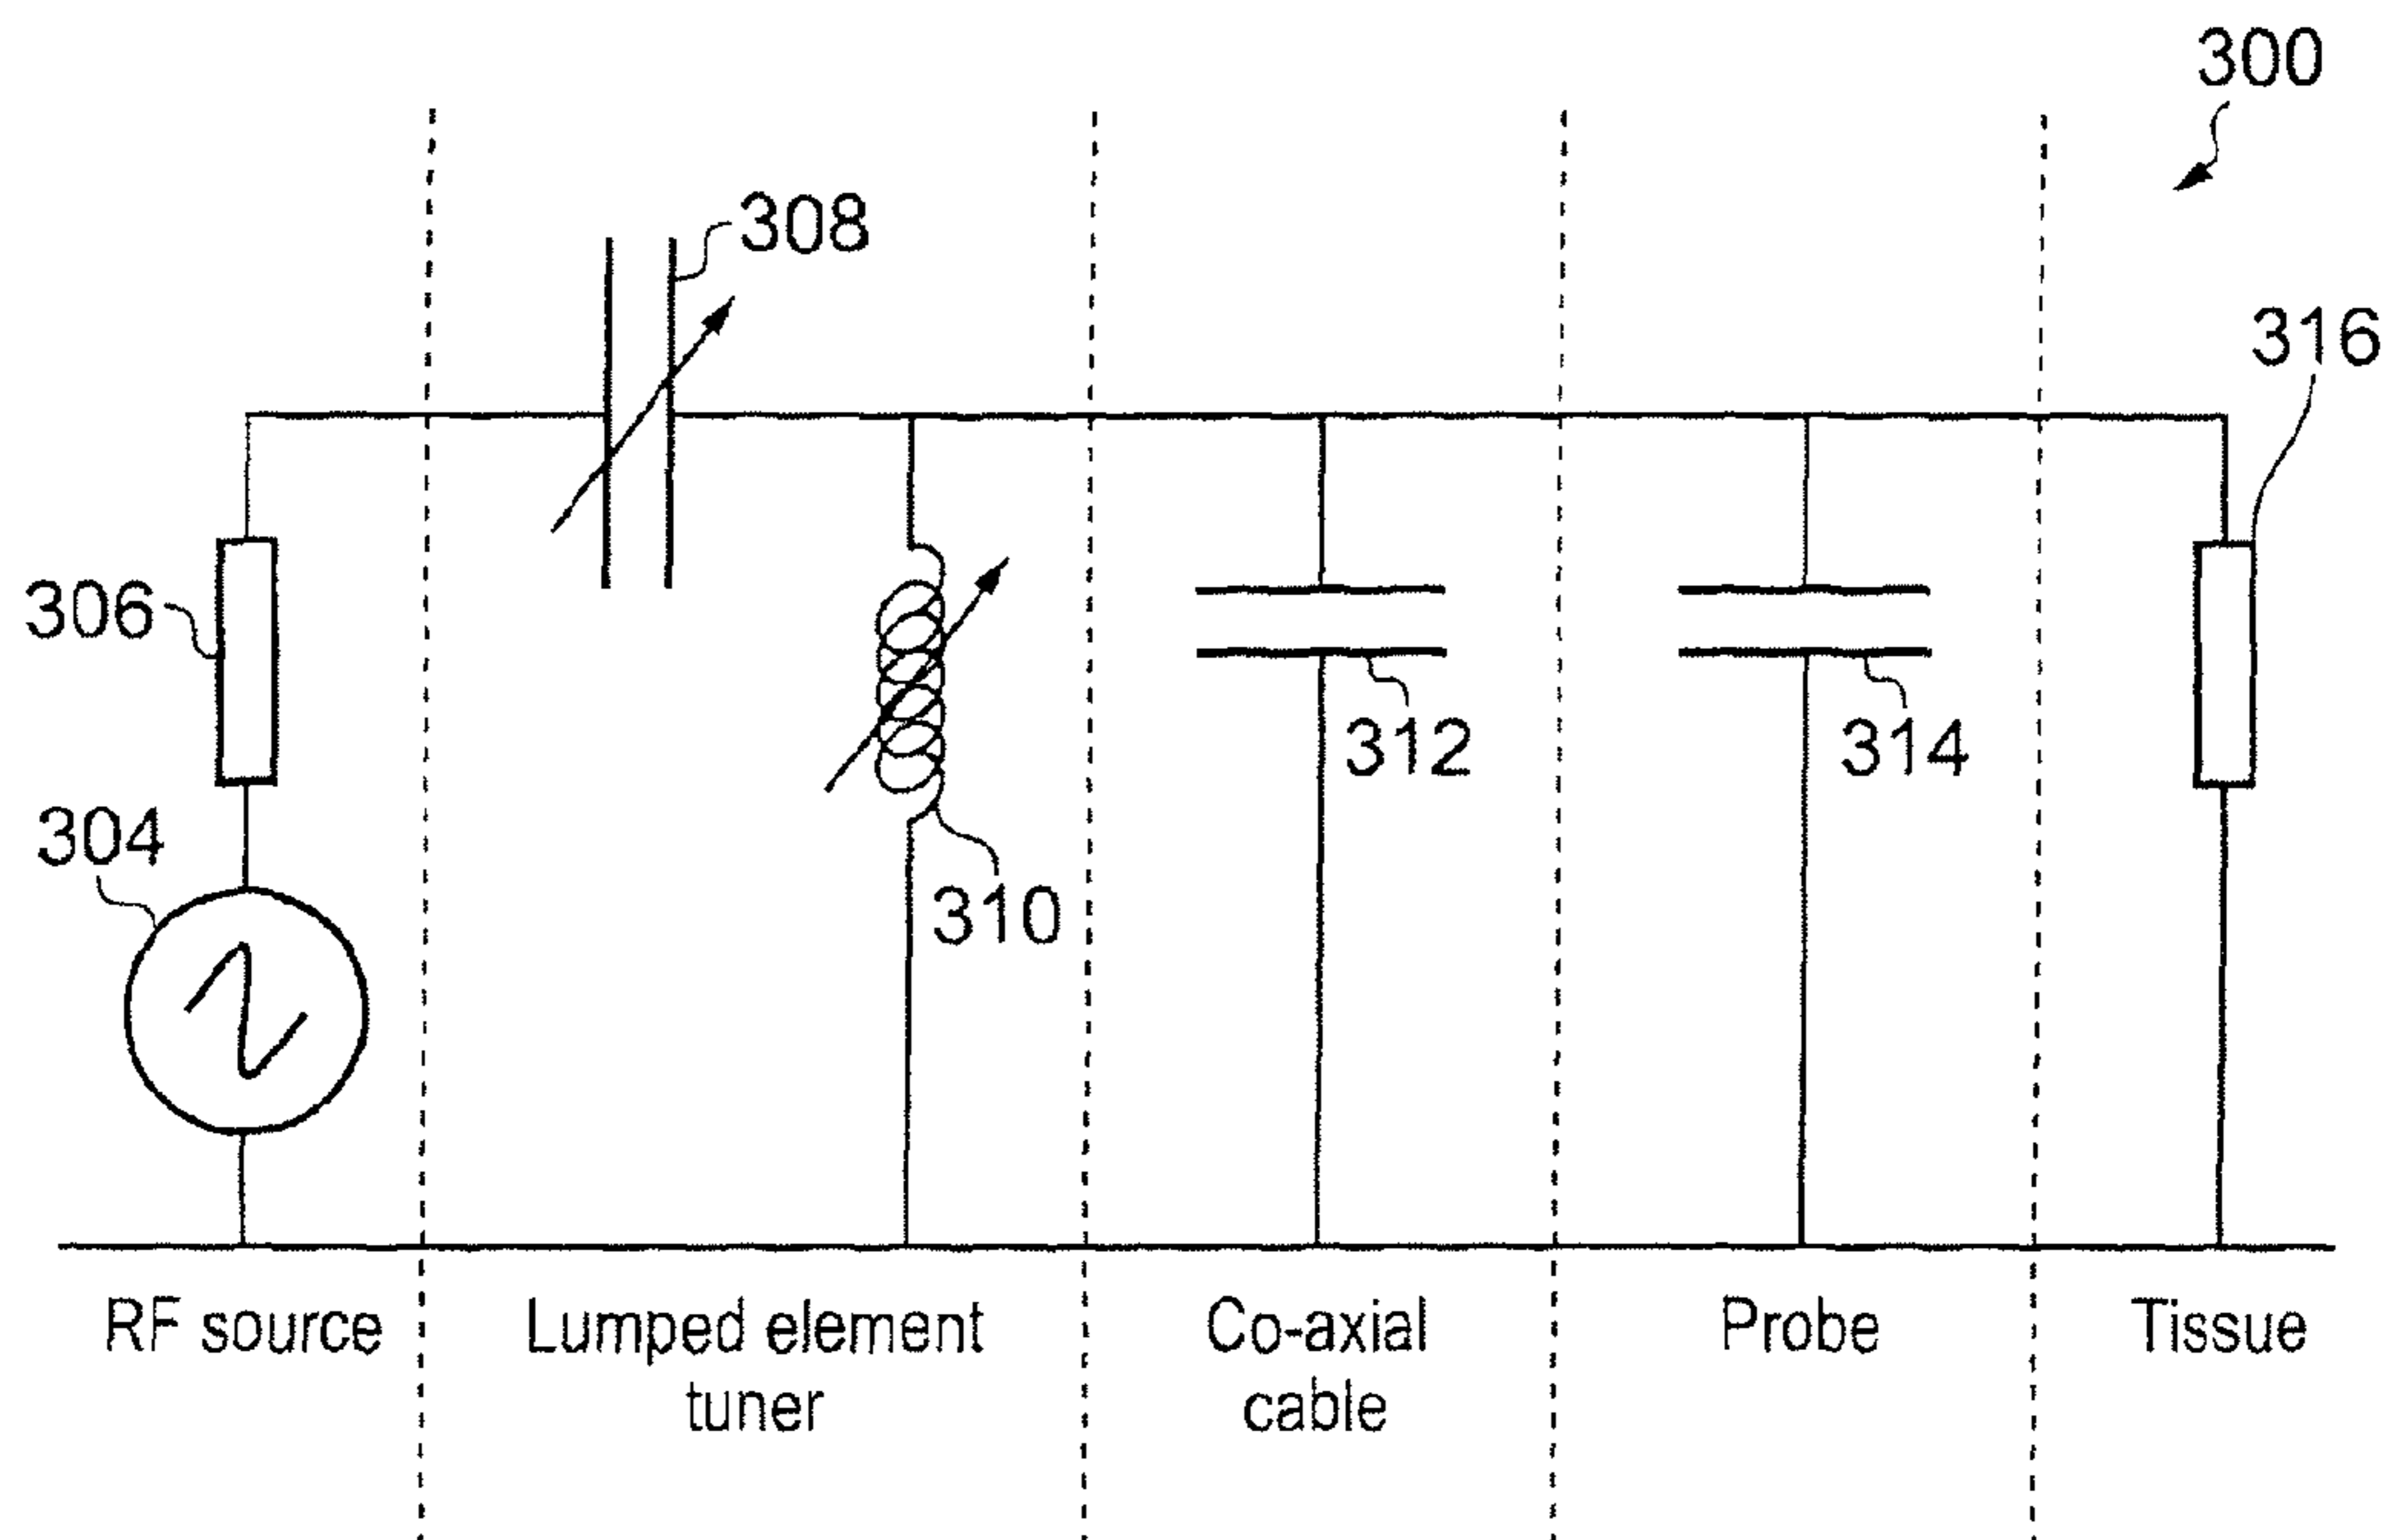 300
308
316
306
304
310
312
314
RF source
Lumped element
tuner
Co-axial
cable
Probe
Tissue